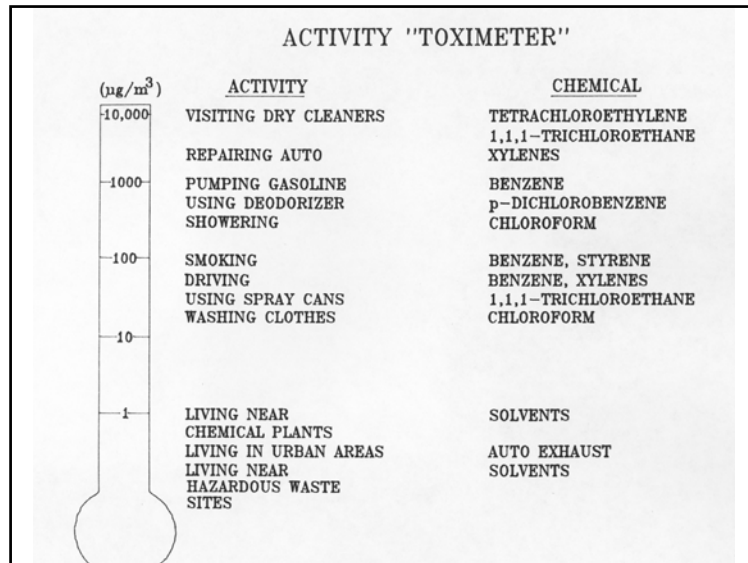 ACTIVITY "TOXIMETER"
(µg/m³) ACTIVITY CHEMICAL
10,000 VISITING DRY CLEANERS TETRACHLOROETHYLENE
1,1,1-TRICHLOROETHANE
REPAIRING AUTO XYLENES
1000 PUMPING GASOLINE BENZENE
USING DEODORIZER p-DICHLOROBENZENE
SHOWERING CHLOROFORM
100 SMOKING BENZENE, STYRENE
DRIVING BENZENE, XYLENES
USING SPRAY CANS 1,1,1-TRICHLOROETHANE
WASHING CLOTHES CHLOROFORM
10
1 LIVING NEAR SOLVENTS
CHEMICAL PLANTS
LIVING IN URBAN AREAS AUTO EXHAUST
LIVING NEAR SOLVENTS
HAZARDOUS WASTE
SITES